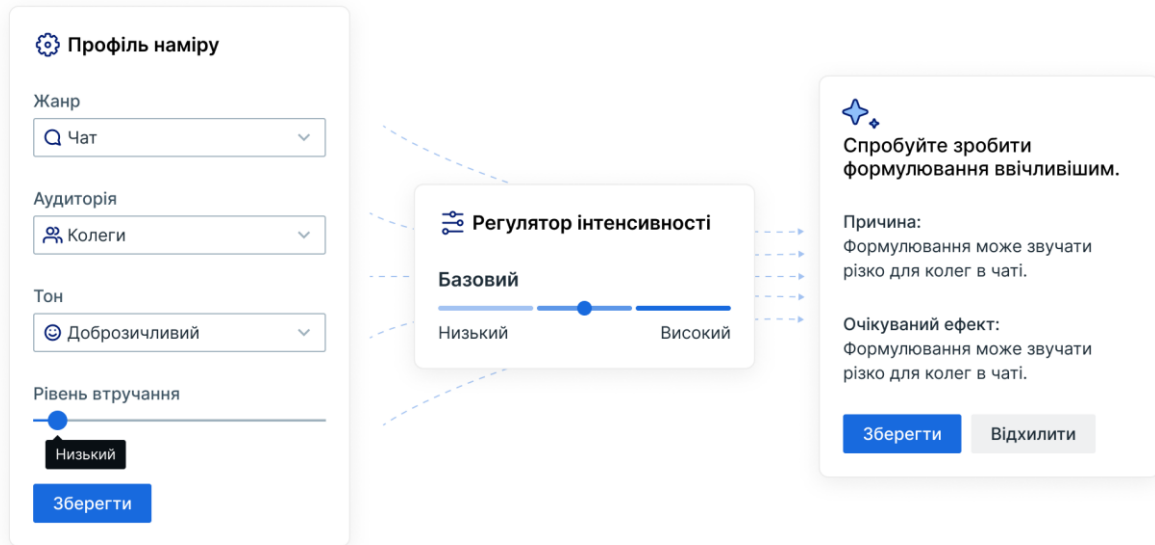 Профіль наміру
Жанр
Чат
Аудиторія
Колеги
Тон
Доброзичливий
Рівень втручання
Низький
Зберегти
Регулятор інтенсивності
Базовий
Низький
Високий
Спробуйте зробити
формулювання ввічливішим.
Причина:
Формулювання може звучати
різко для колег в чаті.
Очікуваний ефект:
Формулювання може звучати
різко для колег в чаті.
Зберегти
Відхилити